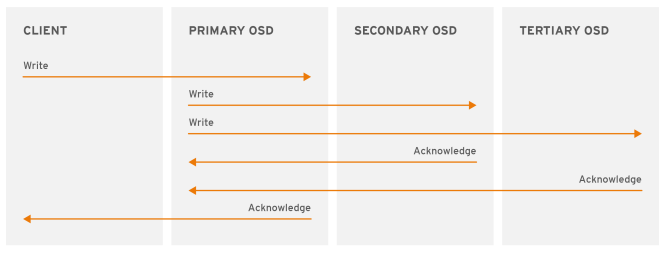 CLIENT
PRIMARY OSD
SECONDARY OSD
TERTIARY OSD
Write
Write
Write
Acknowledge
Acknowledge
Acknowledge